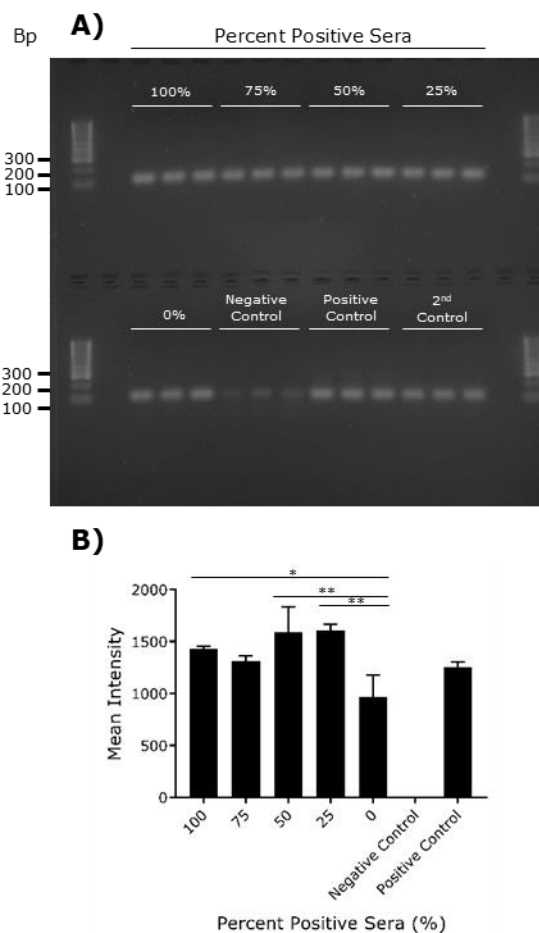 A)
Bp
Percent Positive Sera
100% 75% 50% 25%
300
200
100
0% Negative Control Positive Control 2nd Control
300
200
100
B)
*
**
**
2000
1500
1000
500
0
Mean Intensity
100 75 50 25 0 Negative Control Positive Control
Percent Positive Sera (%)